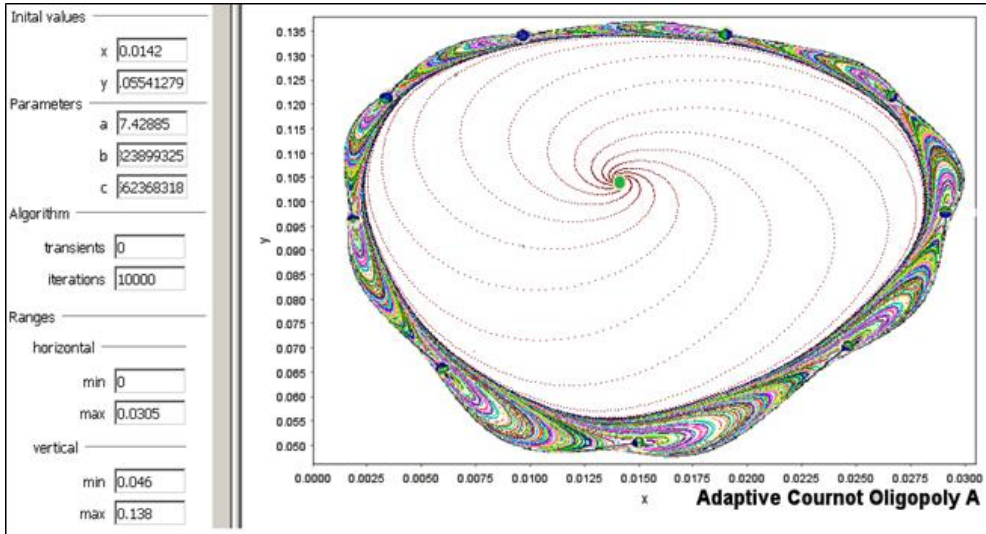 Inital values
x 0.0142
y .05541279
Parameters
a 7.42885
b 323899325
c 562368318
Algorithm
transients 0
iterations 10000
Ranges
horizontal
min 0
max 0.0305
vertical
min 0.046
max 0.138
y
0.135
0.130
0.125
0.120
0.115
0.110
0.105
0.100
0.095
0.090
0.085
0.080
0.075
0.070
0.065
0.060
0.055
0.050
0.0000 0.0025 0.0050 0.0075 0.0100 0.0125 0.0150 0.0175 0.0200 0.0225 0.0250 0.0275 0.0300
x
Adaptive Cournot Oligopoly A